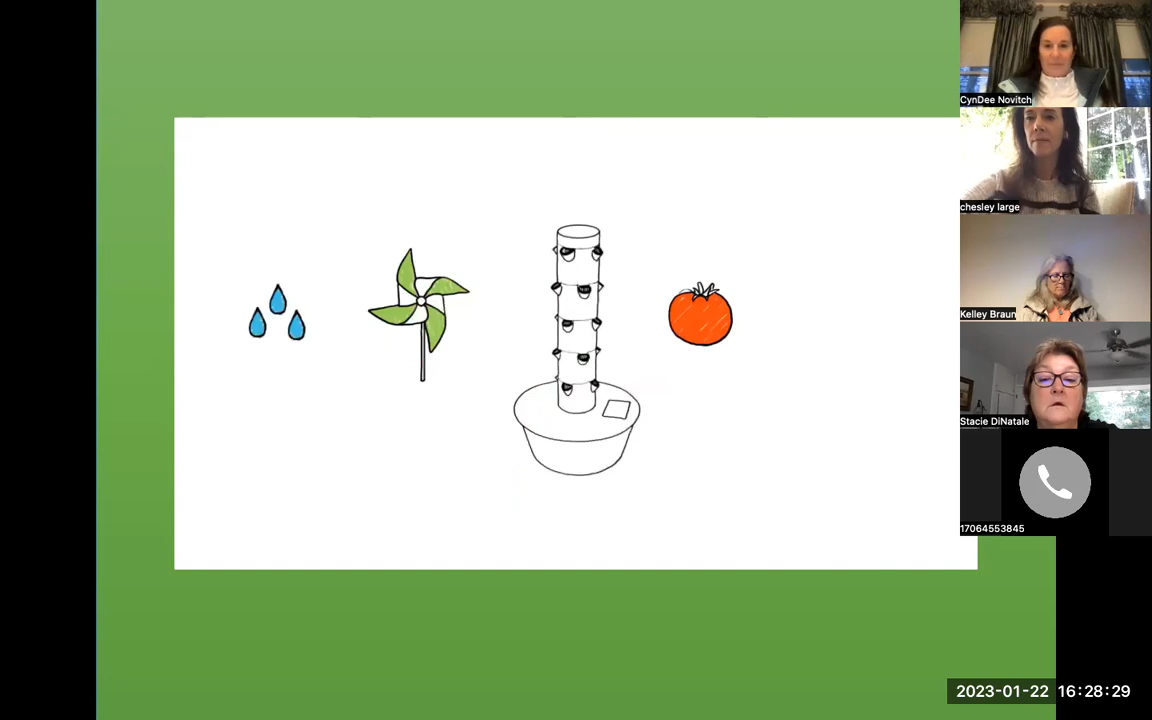 CynDee Novitch
chesley large
Kelley Braun
Stacie DiNatale
17064553845
2023-01-22 16:28:29